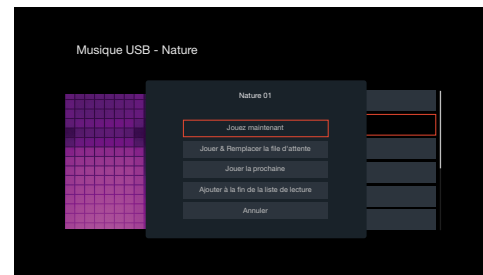 Musique USB - Nature
Nature 01
Jouez maintenant
Jouer & Remplacer la file d'attente
Jouer la prochaine
Ajouter à la fin de la liste de lecture
Annuler